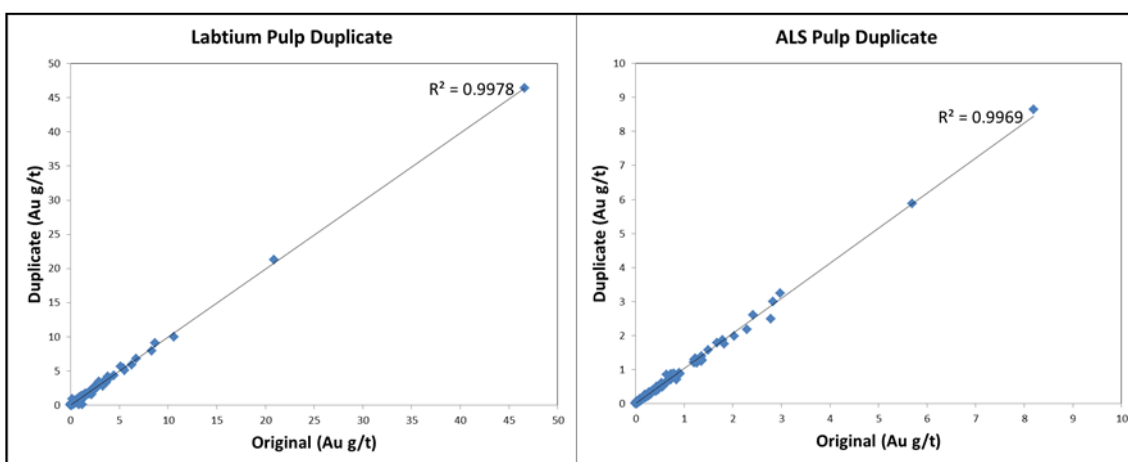 Labtium Pulp Duplicate
50
45
40
35
30
25
20
15
10
5
0
Duplicate (Au g/t)
R² = 0.9978
0 5 10 15 20 25 30 35 40 45 50
Original (Au g/t)
ALS Pulp Duplicate
10
9
8
7
6
5
4
3
2
1
0
Duplicate (Au g/t)
R² = 0.9969
0 1 2 3 4 5 6 7 8 9 10
Original (Au g/t)